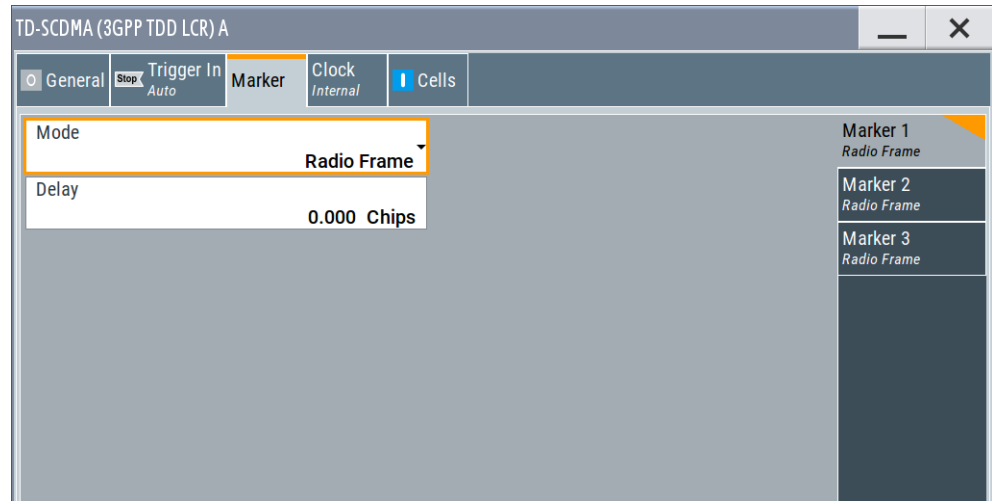 TD-SCDMA (3GPP TDD LCR) A
O General
Stop Trigger In
Auto
Marker
Clock
Internal
I Cells
Mode
Radio Frame
Delay
0.000 Chips
Marker 1
Radio Frame
Marker 2
Radio Frame
Marker 3
Radio Frame